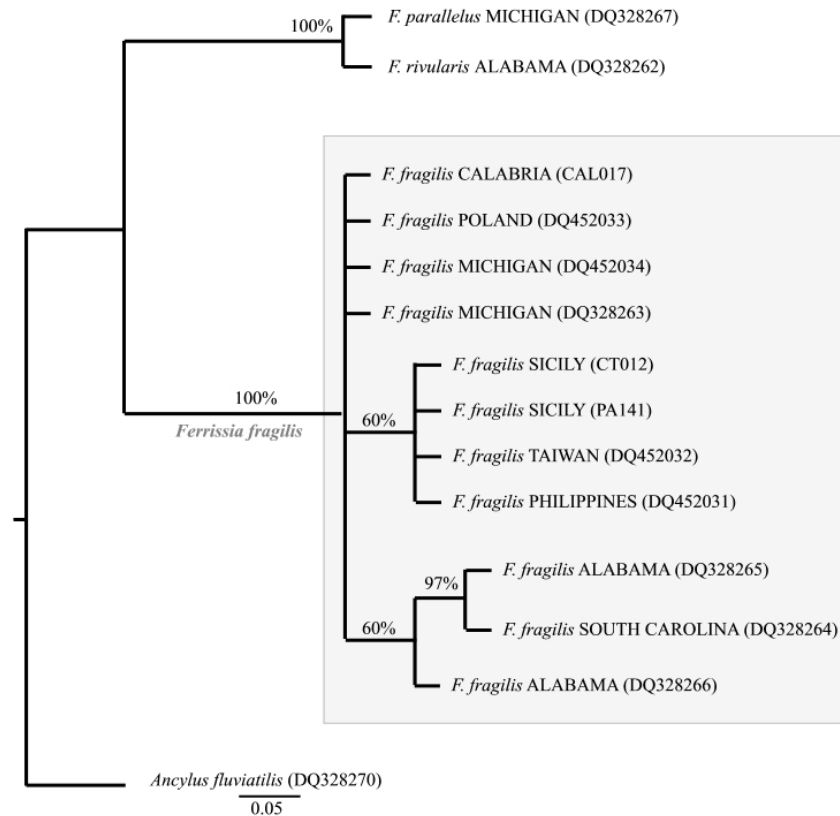 100%
F. parallelus MICHIGAN (DQ328267)
F. rivularis ALABAMA (DQ328262)
F. fragilis CALABRIA (CAL017)
F. fragilis POLAND (DQ452033)
F. fragilis MICHIGAN (DQ452034)
F. fragilis MICHIGAN (DQ328263)
100%
Ferrissia fragilis
F. fragilis SICILY (CT012)
F. fragilis SICILY (PA141)
60%
F. fragilis TAIWAN (DQ452032)
F. fragilis PHILIPPINES (DQ452031)
97%
F. fragilis ALABAMA (DQ328265)
F. fragilis SOUTH CAROLINA (DQ328264)
60%
F. fragilis ALABAMA (DQ328266)
Ancylus fluviatilis (DQ328270)
0.05